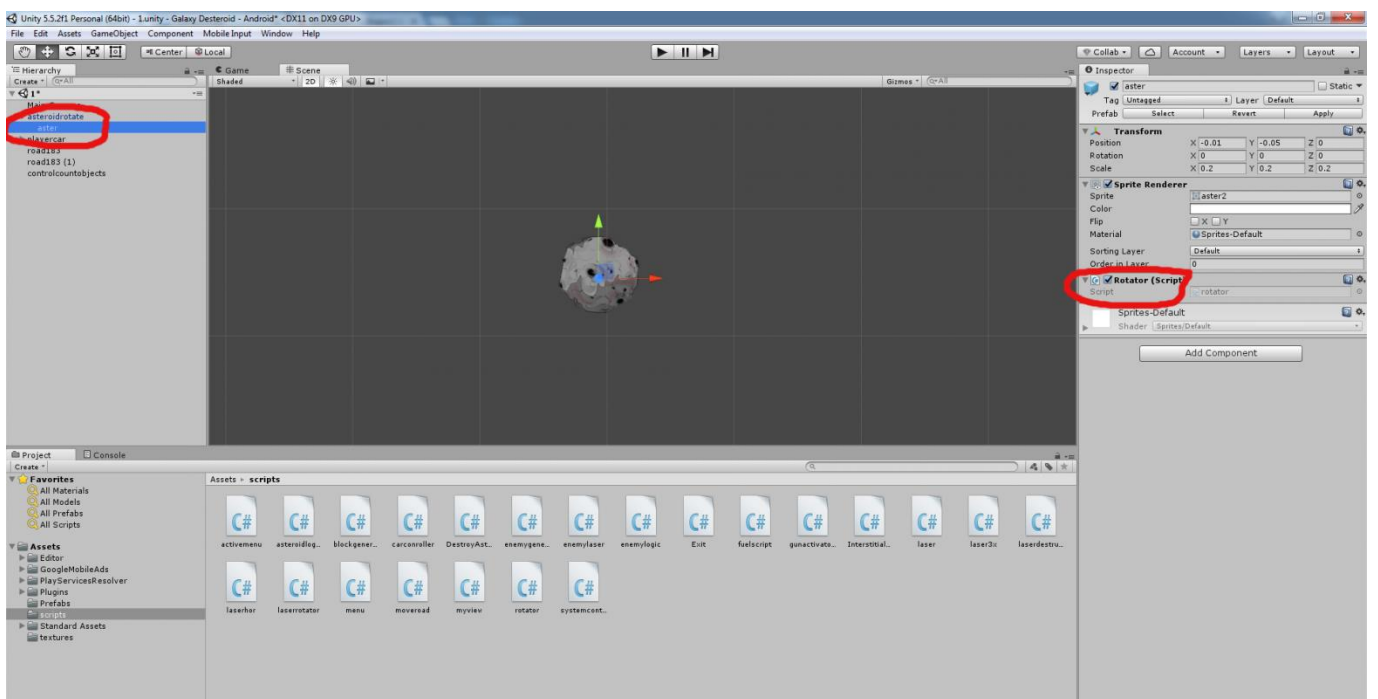 Unity 5.5.2f1 Personal (64bit) - 1.unity - Galaxy Desteroid - Android* <DX11 on DX9 GPU>
File Edit Assets GameObject Component Mobile Input Window Help
Center Local Collab Account Layers Layout
Hierarchy
Create All
1*
asteroidrotate
aster
playercar
road183
road183 (1)
controlcountobjects
Game Scene
Shaded 2D Gizmos All
Inspector
aster Static
Tag Untagged Layer Default
Prefab Select Revert Apply
Transform
Position X -0.01 Y -0.05 Z 0
Rotation X 0 Y 0 Z 0
Scale X 0.2 Y 0.2 Z 0.2
Sprite Renderer
Sprite aster2
Color
Flip X Y
Material Sprites-Default
Sorting Layer Default
Order in Layer 0
Rotator (Script
Script rotator
Sprites-Default
Shader Sprites/Default
Add Component
Project Console
Create
Favorites
All Materials
All Models
All Prefabs
All Scripts
Assets
Editor
GoogleMobileAds
PlayServicesResolver
Plugins
Prefabs
scripts
Standard Assets
textures
Assets scripts
C# C# C# C# C# C# C# C# C# C# C# C# C# C# C#
activemenu asteroidlog... blockgener... carconroller DestroyAst... enemygene... enemylaser enemylogic Exit fuelscript gunactivato... Interstitial... laser laser3x laserdestru...
C# C# C# C# C# C# C#
laserhor laserrotator menu moveroad myview rotator systemcont...